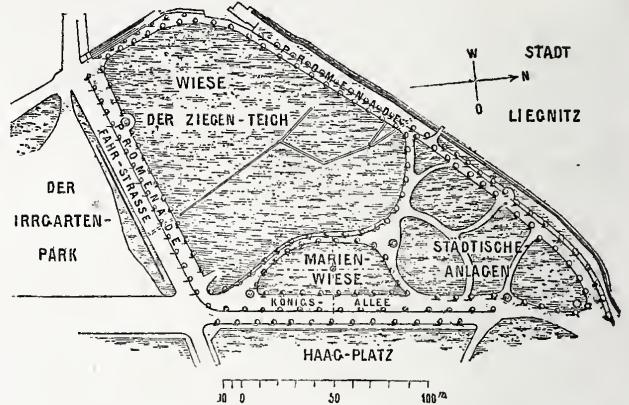 PROMENADE
W
N
O
STADT
LIEGNITZ
WIESE
DER ZIEGEN-TEICH
PROMENADE
FAHR-STRASSE
DER
IRRGARTEN-
PARK
STÄDTISCHE-
ANLAGEN
MARIEN-
WIESE
KÖNIGS-ALLEE
HAAG-PLATZ
10 0 50 100 m